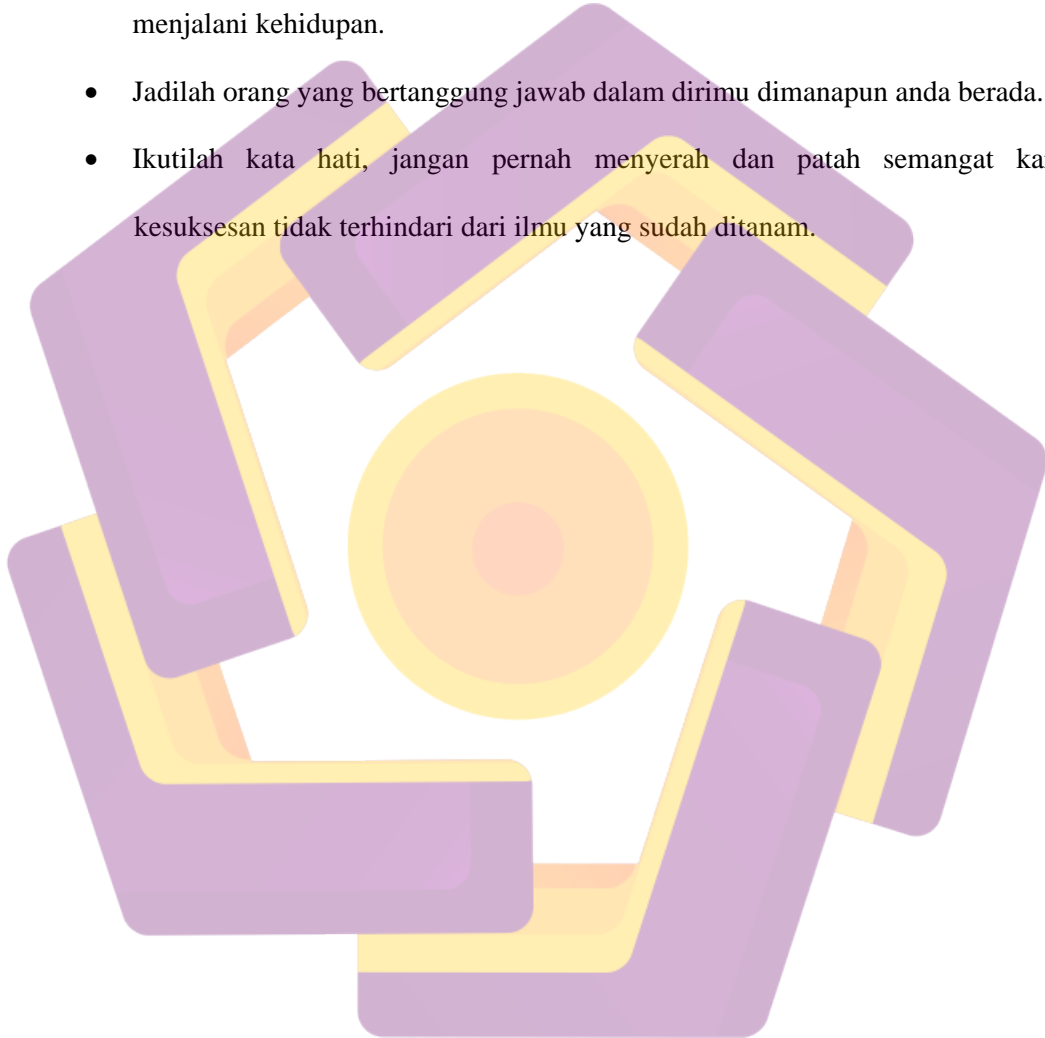 menjalani kehidupan.
• Jadilah orang yang bertanggung jawab dalam dirimu dimanapun anda berada.
• Ikutilah kata hati, jangan pernah menyerah dan patah semangat
kesuksesan tidak terhindari dari ilmu yang sudah ditanam.